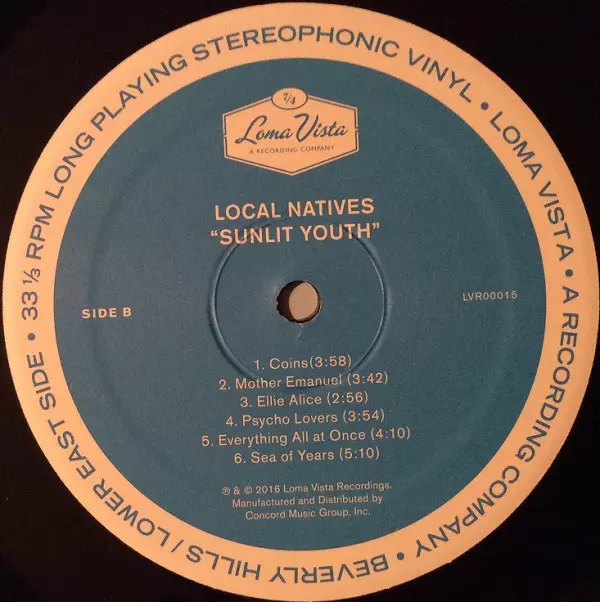 33 ⅓ RPM LONG PLAYING STEREOPHONIC VINYL • LOMA VISTA • A RECORDING COMPANY • BEVERLY HILLS / LOWER EAST SIDE •
7/4
Loma Vista
A RECORDING COMPANY
LOCAL NATIVES
“SUNLIT YOUTH”
SIDE B
LVR00015
1. Coins(3:58)
2. Mother Emanuel (3:42)
3. Ellie Alice (2:56)
4. Psycho Lovers (3:54)
5. Everything All at Once (4:10)
6. Sea of Years (5:10)
℗ & © 2016 Loma Vista Recordings.
Manufactured and Distributed by
Concord Music Group, Inc.